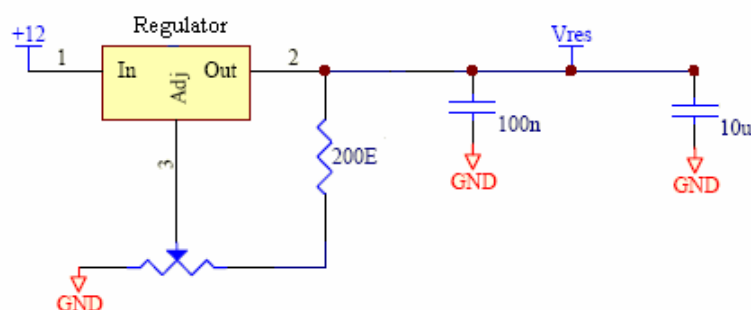 Regulator
+12
Vres
1
In
Out
2
Adj
100n
10u
200E
3
GND
GND
GND